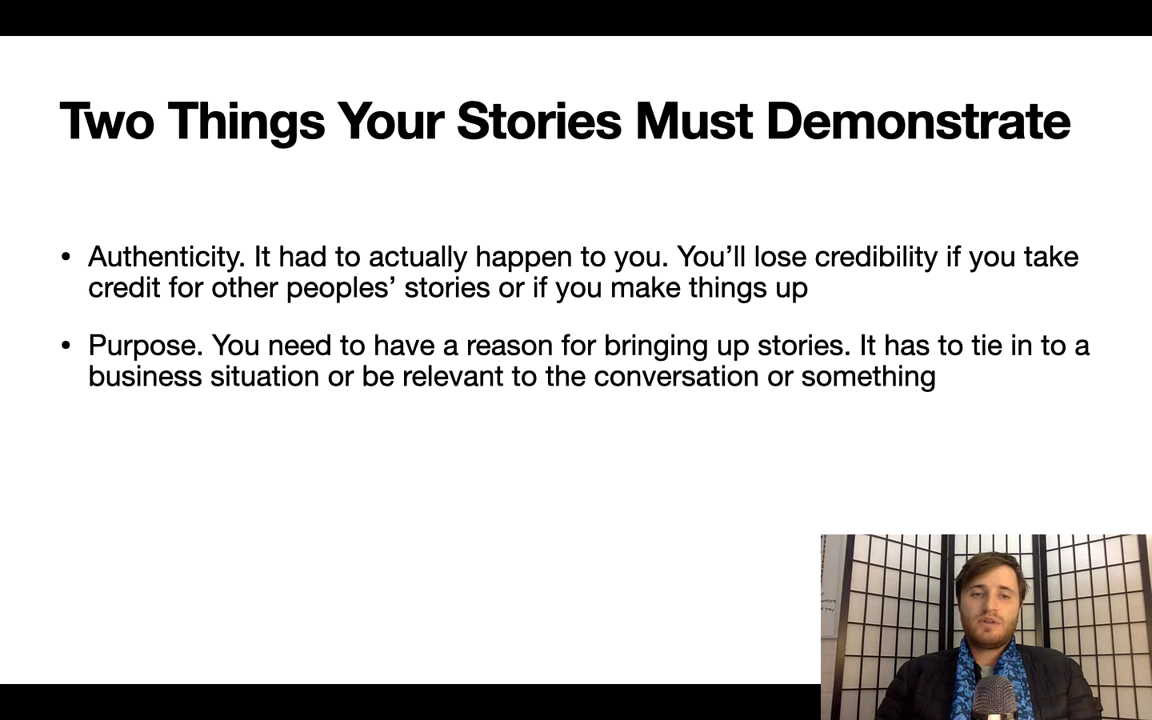 Two Things Your Stories Must Demonstrate
• Authenticity. It had to actually happen to you. You’ll lose credibility if you take
credit for other peoples’ stories or if you make things up
• Purpose. You need to have a reason for bringing up stories. It has to tie in to a
business situation or be relevant to the conversation or something